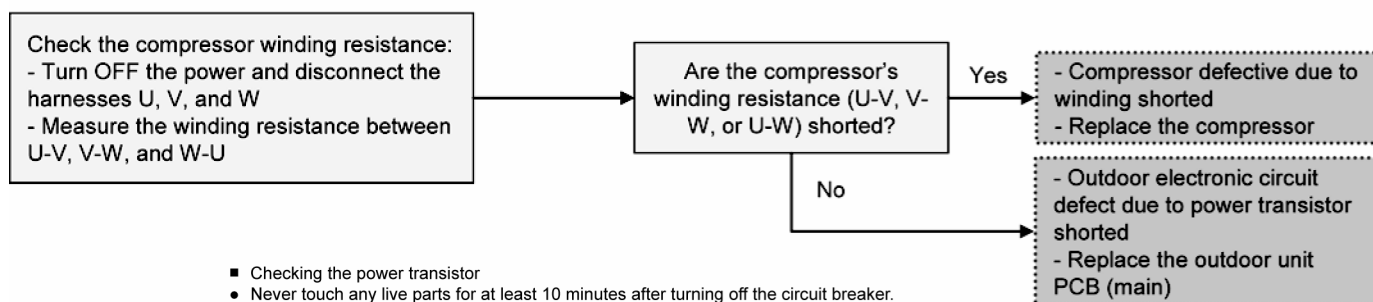 Check the compressor winding resistance:
- Turn OFF the power and disconnect the
harnesses U, V, and W
- Measure the winding resistance between
U-V, V-W, and W-U
Are the compressor's
winding resistance (U-V, V-
W, or U-W) shorted?
Yes
- Compressor defective due to
winding shorted
- Replace the compressor
No
- Outdoor electronic circuit
defect due to power transistor
shorted
- Replace the outdoor unit
PCB (main)
■ Checking the power transistor
● Never touch any live parts for at least 10 minutes after turning off the circuit breaker.